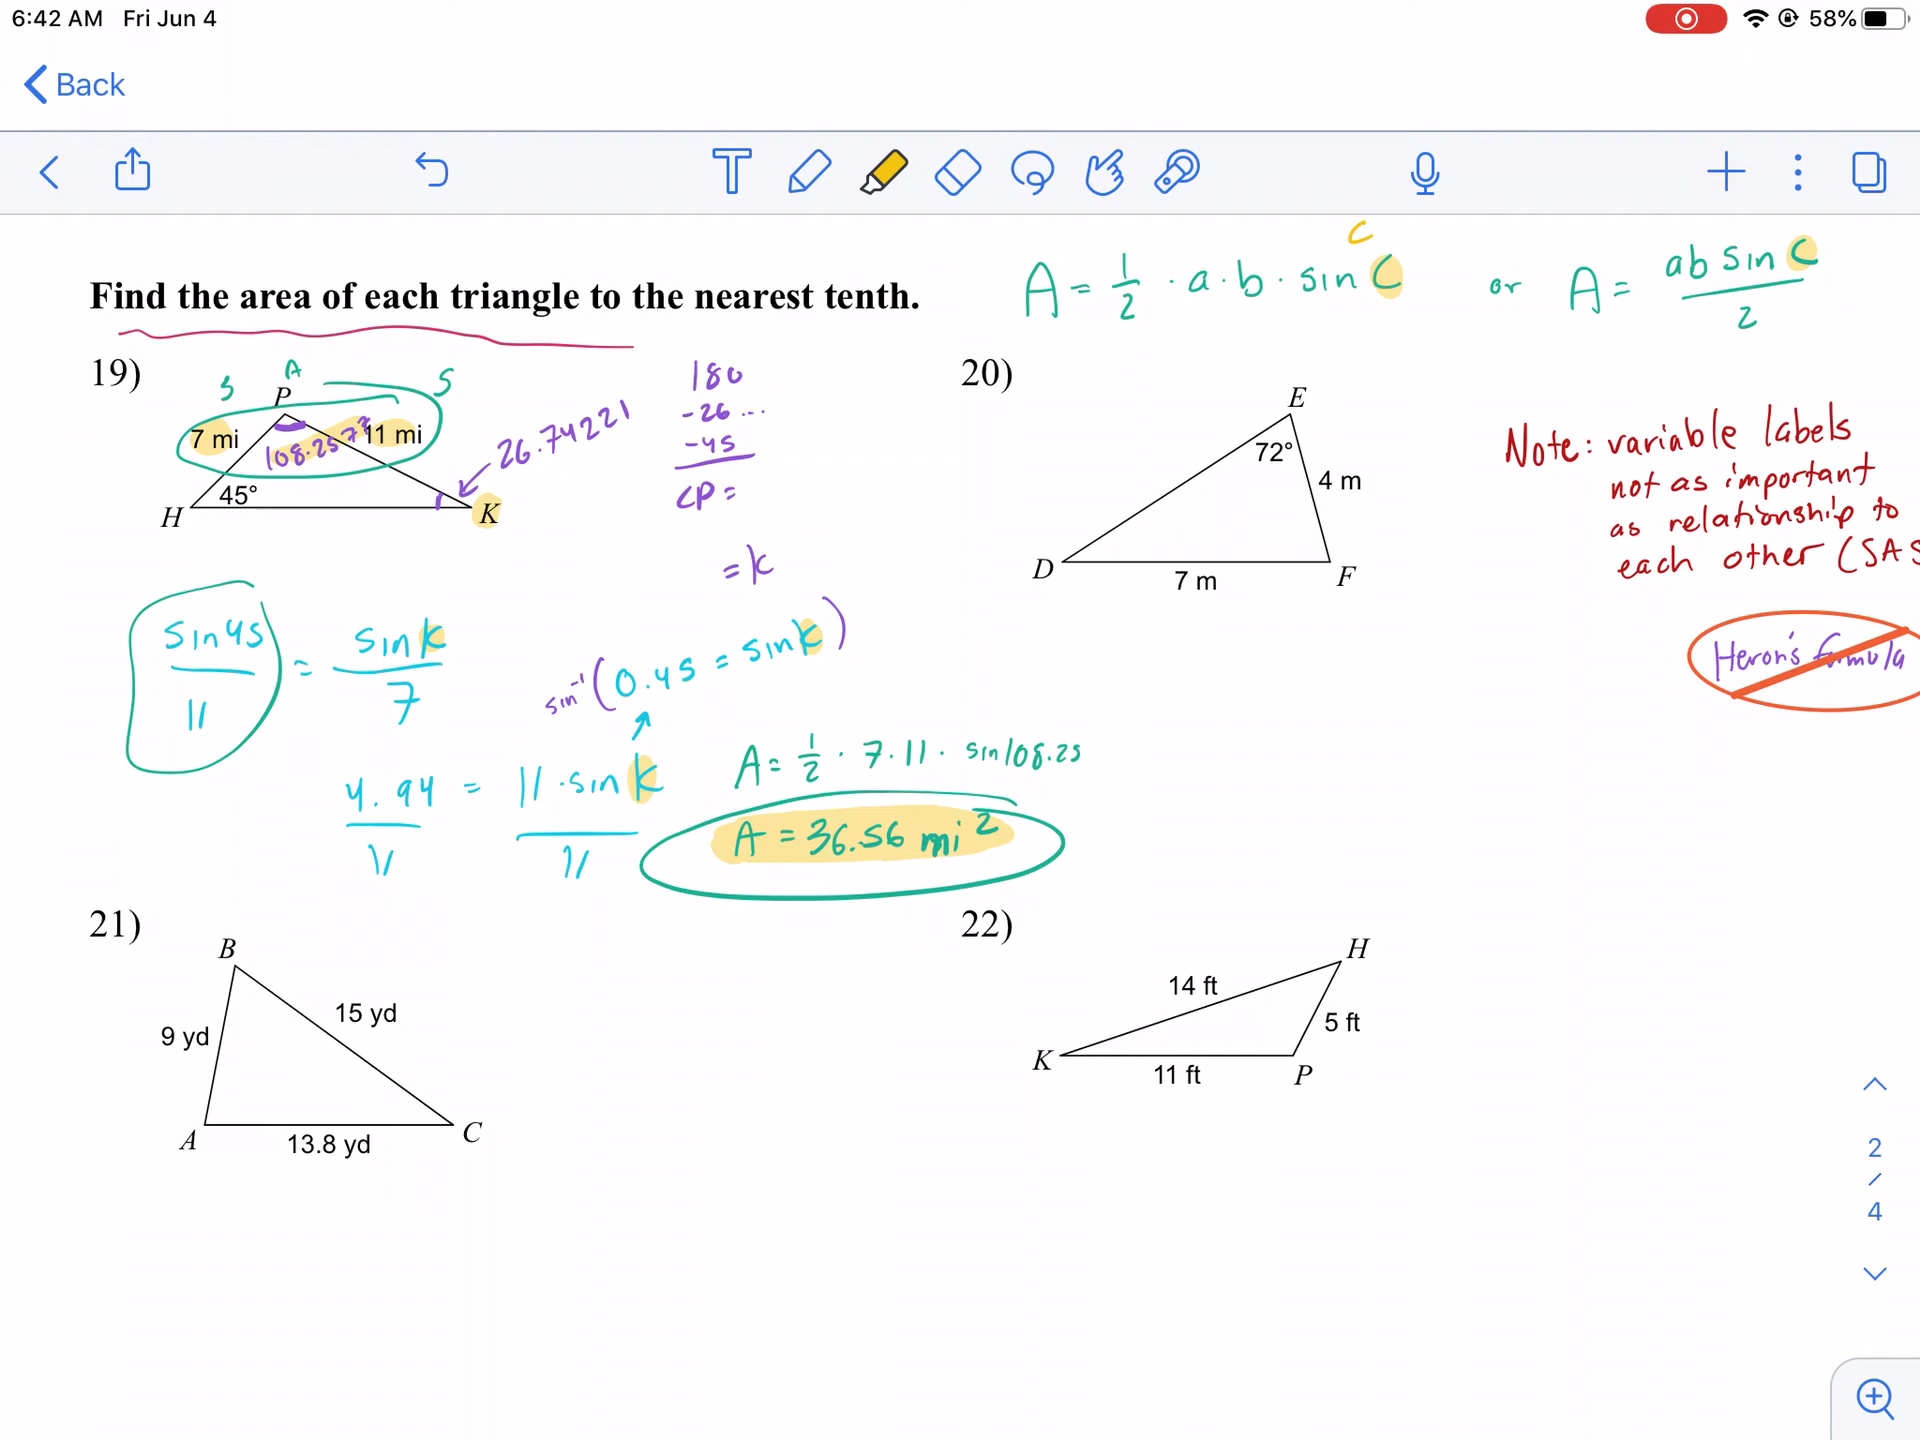 6:42 AM Fri Jun 4
58%
Back
A = 1/2 · a · b · sin C or A = ab sin C / 2
C
Find the area of each triangle to the nearest tenth.
19)
S A S
P
7 mi
11 mi
45°
H
K
26.74221
180
-26...
-45
<P =
= k
sin 45 / 11 = sin k / 7
sin⁻¹ (0.45 = sin k)
4.94 / 11 = 11 · sin k / 11
A = 1/2 · 7 · 11 · sin 108.25
A = 36.56 mi²
20)
E
72°
4 m
D
7 m
F
Note: variable labels
not as important
as relationship to
each other (SAS
Heron's formula
21)
B
9 yd
15 yd
A
13.8 yd
C
22)
H
14 ft
5 ft
K
11 ft
P
2
/
4